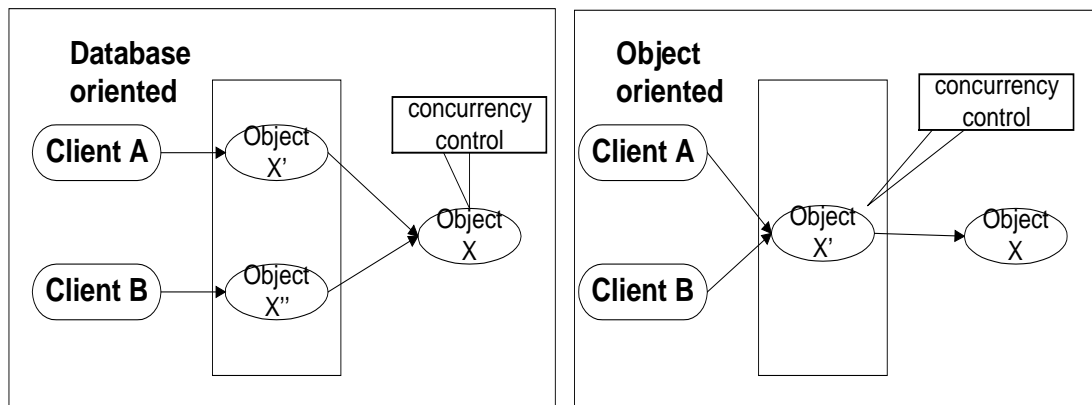 Database
oriented
concurrency
control
Client A
Object
X’
Object
X
Client B
Object
X’’
Object
oriented
concurrency
control
Client A
Object
X’
Object
X
Client B